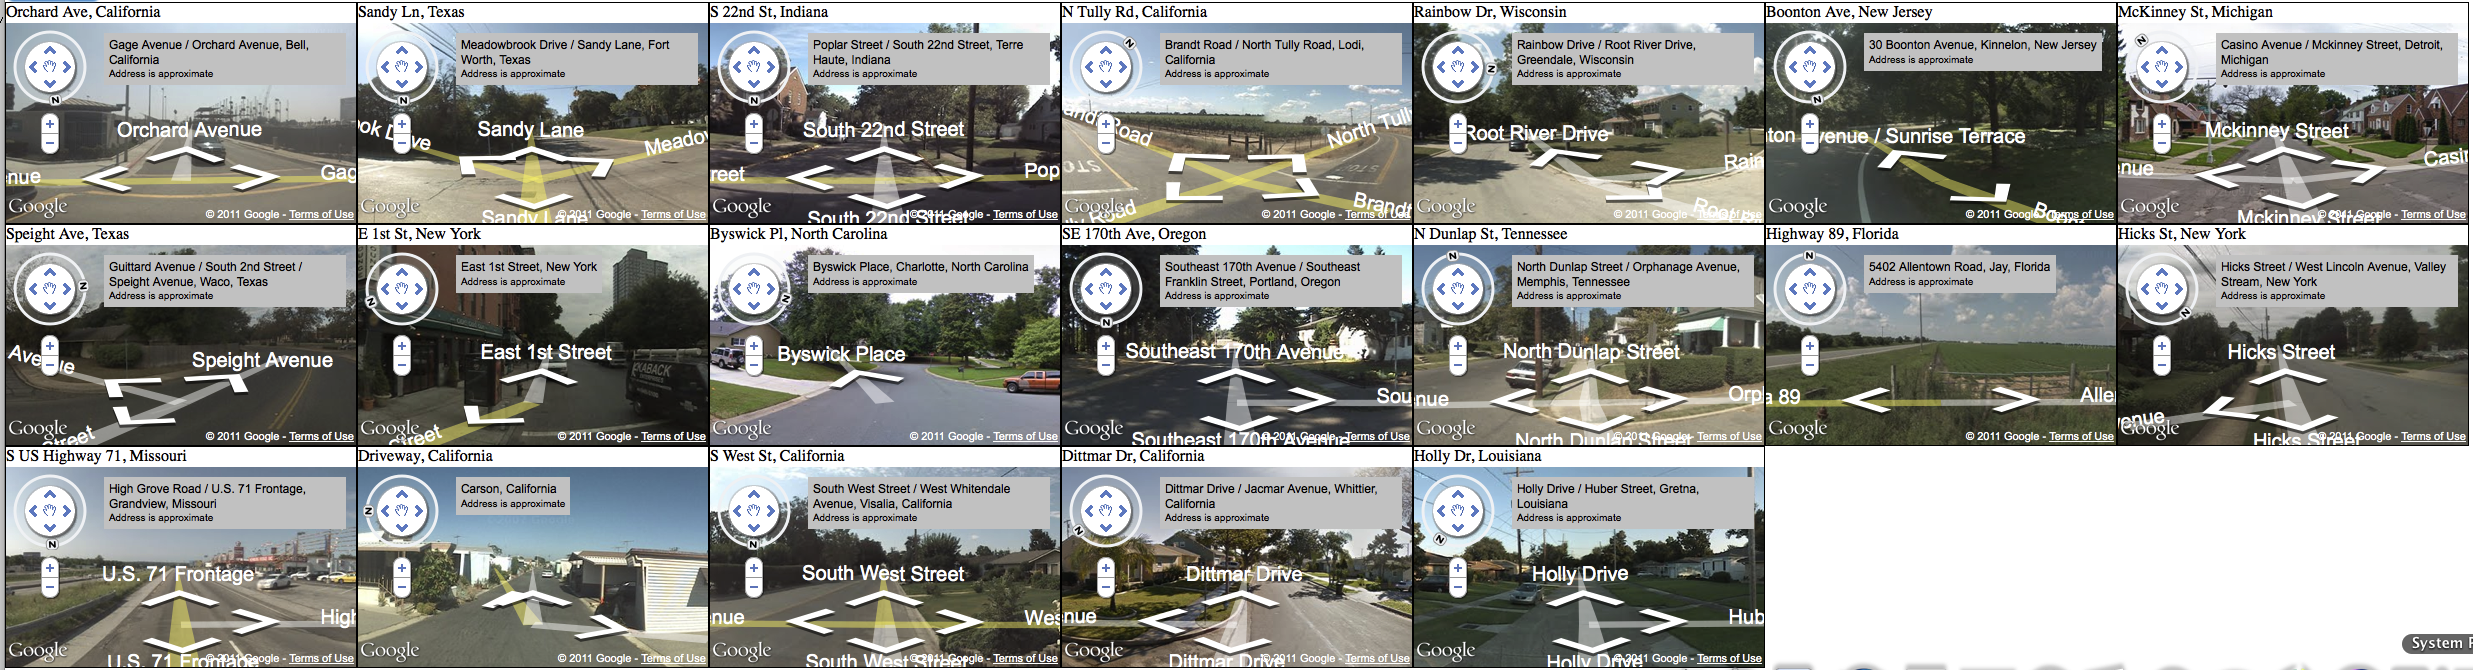 Orchard Ave, California
Gage Avenue / Orchard Avenue, Bell,
California
Address is approximate
N
Orchard Avenue
nue
Gag
Google
© 2011 Google - Terms of Use
Sandy Ln, Texas
Meadowbrook Drive / Sandy Lane, Fort
Worth, Texas
Address is approximate
N
ok Drive
Sandy Lane
Meado
Sandy Lane
Google
© 2011 Google - Terms of Use
S 22nd St, Indiana
Poplar Street / South 22nd Street, Terre
Haute, Indiana
Address is approximate
N
South 22nd Street
reet
Pop
South 22nd Street
Google
© 2011 Google - Terms of Use
N Tully Rd, California
Brandt Road / North Tully Road, Lodi,
California
Address is approximate
N
and Road
North Tull
STOP
lly Road
Brandt
Google
© 2011 Google - Terms of Use
Rainbow Dr, Wisconsin
Rainbow Drive / Root River Drive,
Greendale, Wisconsin
Address is approximate
N
Root River Drive
Rain
Root
Google
© 2011 Google - Terms of Use
Boonton Ave, New Jersey
30 Boonton Avenue, Kinnelon, New Jersey
Address is approximate
N
ton Avenue / Sunrise Terrace
Boon
Google
© 2011 Google - Terms of Use
McKinney St, Michigan
Casino Avenue / Mckinney Street, Detroit,
Michigan
Address is approximate
N
Mckinney Street
nue
Casi
Mckinney Street
Google
© 2011 Google - Terms of Use
Speight Ave, Texas
Guittard Avenue / South 2nd Street /
Speight Avenue, Waco, Texas
Address is approximate
N
Avenue
Speight Avenue
Street
Google
© 2011 Google - Terms of Use
E 1st St, New York
East 1st Street, New York
Address is approximate
N
East 1st Street
KABACK
Street
Google
© 2011 Google - Terms of Use
Byswick Pl, North Carolina
Byswick Place, Charlotte, North Carolina
Address is approximate
N
Byswick Place
Google
© 2011 Google - Terms of Use
SE 170th Ave, Oregon
Southeast 170th Avenue / Southeast
Franklin Street, Portland, Oregon
Address is approximate
N
Southeast 170th Avenue
Sou
Southeast 170th Avenue
Google
© 2011 Google - Terms of Use
N Dunlap St, Tennessee
North Dunlap Street / Orphanage Avenue,
Memphis, Tennessee
Address is approximate
N
North Dunlap Street
nue
Orp
North Dunlap Street
Google
© 2011 Google - Terms of Use
Highway 89, Florida
5402 Allentown Road, Jay, Florida
Address is approximate
N
a 89
Alle
Google
© 2011 Google - Terms of Use
Hicks St, New York
Hicks Street / West Lincoln Avenue, Valley
Stream, New York
Address is approximate
N
Hicks Street
venue
Hicks Street
Google
© 2011 Google - Terms of Use
S US Highway 71, Missouri
High Grove Road / U.S. 71 Frontage,
Grandview, Missouri
Address is approximate
N
U.S. 71 Frontage
High
U.S. 71 Frontage
Google
© 2011 Google - Terms of Use
Driveway, California
Carson, California
Address is approximate
N
Google
© 2011 Google - Terms of Use
S West St, California
South West Street / West Whitendale
Avenue, Visalia, California
Address is approximate
N
South West Street
nue
Wes
South West Street
Google
© 2011 Google - Terms of Use
Dittmar Dr, California
Dittmar Drive / Jacmar Avenue, Whittier,
California
Address is approximate
N
Dittmar Drive
nue
Dittmar Drive
Google
© 2011 Google - Terms of Use
Holly Dr, Louisiana
Holly Drive / Huber Street, Gretna,
Louisiana
Address is approximate
N
Holly Drive
Hub
Holly Drive
Google
© 2011 Google - Terms of Use
System